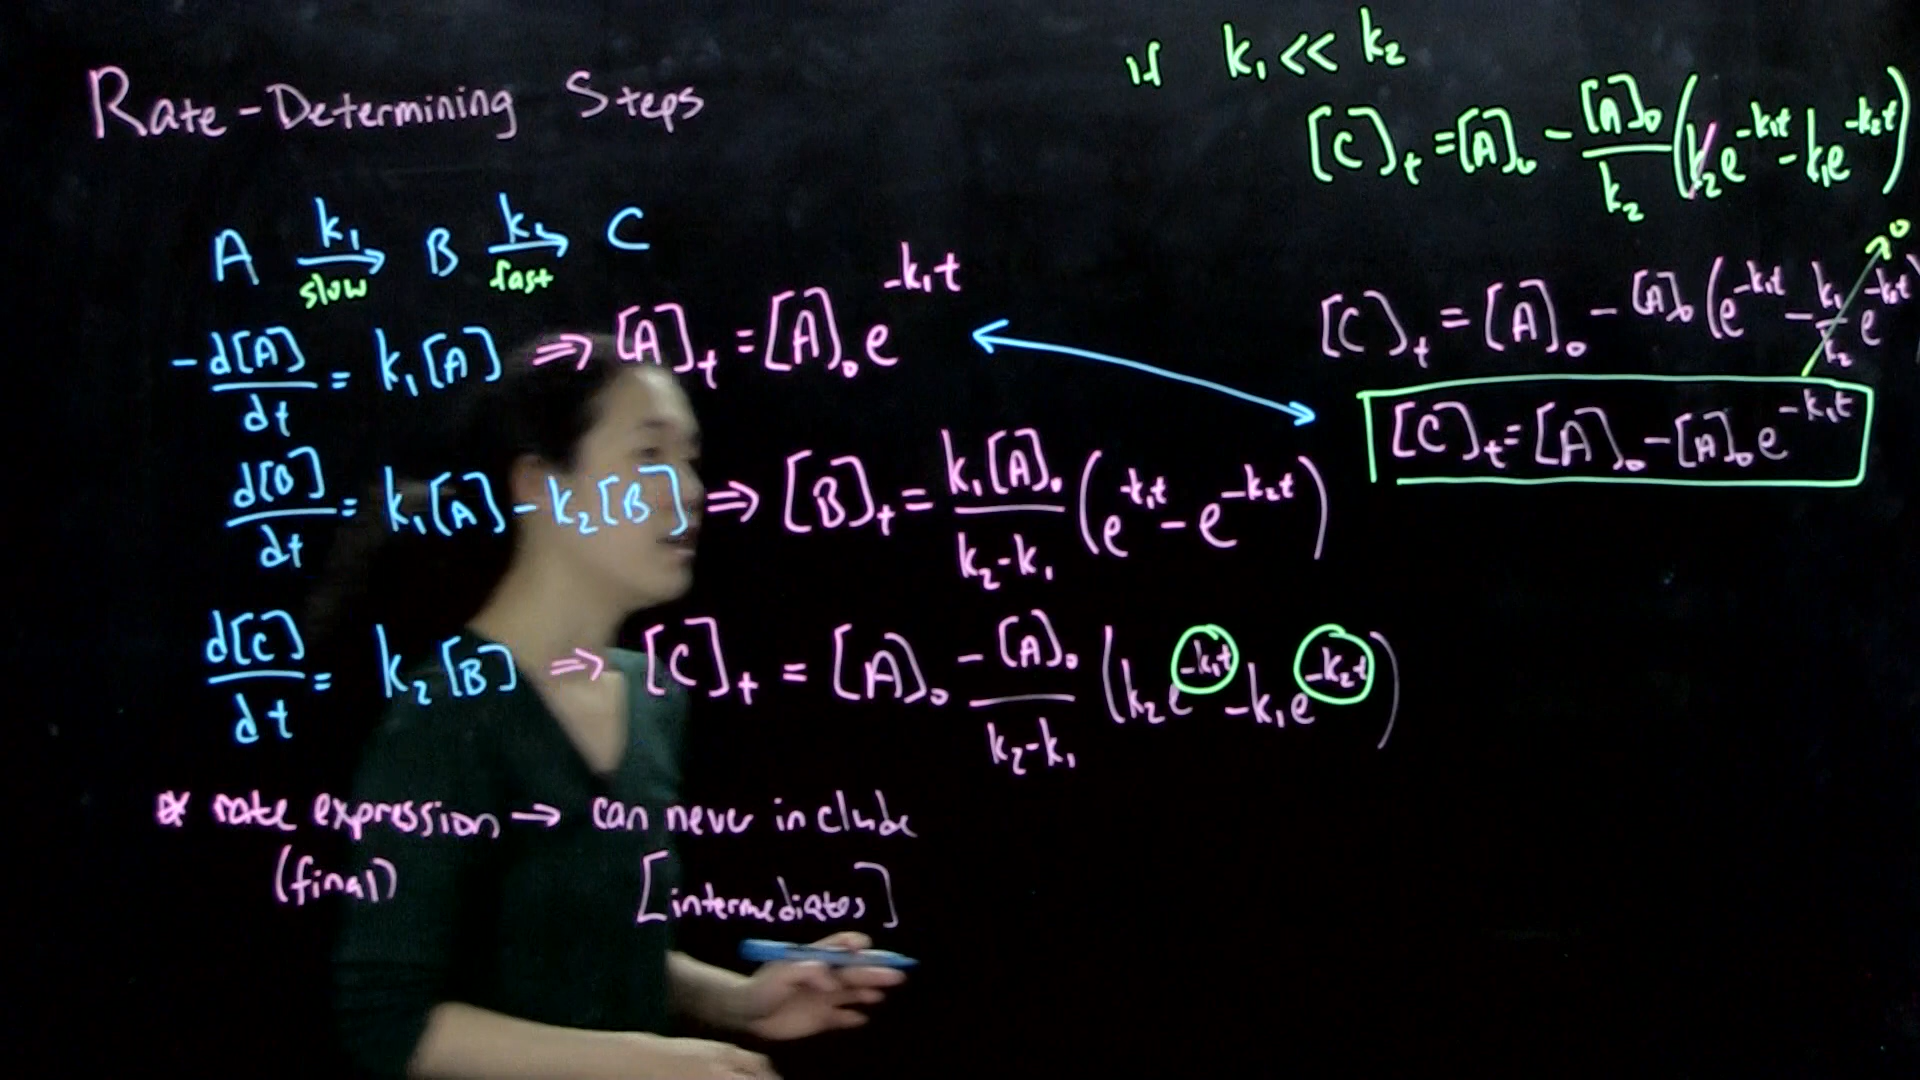 Rate-Determining Steps
A k₁→ B k₂→ C
slow fast
-d[A]/dt = k₁[A] ⇒ [A]ₜ = [A]₀e^(-k₁t)
d[B]/dt = k₁[A] - k₂[B] ⇒ [B]ₜ = k₁[A]₀/(k₂-k₁) (e^(-k₁t) - e^(-k₂t))
d[C]/dt = k₂[B] ⇒ [C]ₜ = [A]₀ - [A]₀/(k₂-k₁) (k₂e^(-k₁t) - k₁e^(-k₂t))
* rate expression → can never include
(final) [intermediates]
if k₁ << k₂
[C]ₜ = [A]₀ - [A]₀/k₂ (k₂e^(-k₁t) - k₁e^(-k₂t))
[C]ₜ = [A]₀ - [A]₀ (e^(-k₁t) - k₁/k₂ e^(-k₂t)) → 0
[C]ₜ = [A]₀ - [A]₀e^(-k₁t)